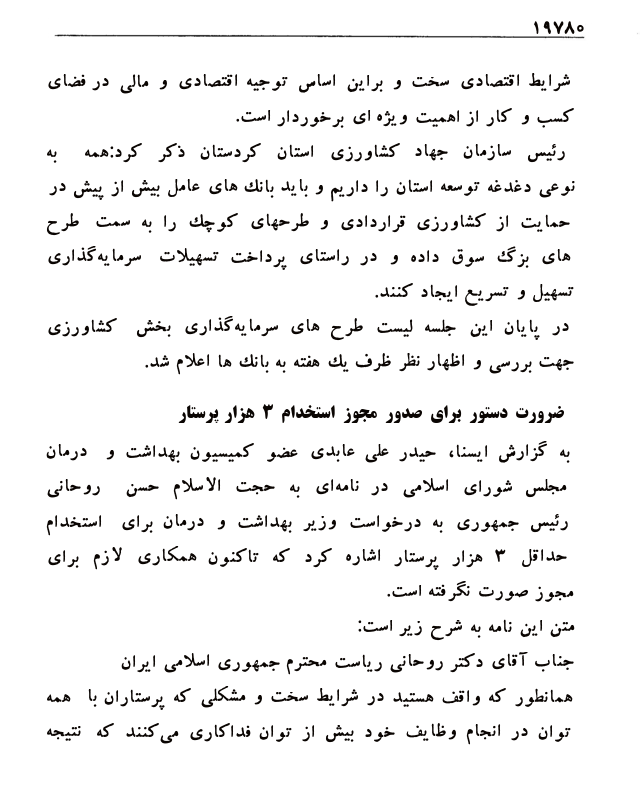 ۱۹۷۸۰
شرایط اقتصادی سخت و براین اساس توجیه اقتصادی و مالی در فضای
کسب و کار از اهمیت ویژه ای برخوردار است.
رئیس سازمان جهاد کشاورزی استان کردستان ذکر کرد:همه به
نوعی دغدغه توسعه استان را داریم و باید بانک های عامل بیش از پیش در
حمایت از کشاورزی قراردادی و طرحهای کوچک را به سمت طرح
های بزگ سوق داده و در راستای پرداخت تسهیلات سرمایه‌گذاری
تسهیل و تسریع ایجاد کنند.
در پایان این جلسه لیست طرح های سرمایه‌گذاری بخش کشاورزی
جهت بررسی و اظهار نظر ظرف یک هفته به بانک ها اعلام شد.
ضرورت دستور برای صدور مجوز استخدام ۳ هزار پرستار
به گزارش ایسنا، حیدر علی عابدی عضو کمیسیون بهداشت و درمان
مجلس شورای اسلامی در نامه‌ای به حجت الاسلام حسن روحانی
رئیس جمهوری به درخواست وزیر بهداشت و درمان برای استخدام
حداقل ۳ هزار پرستار اشاره کرد که تاکنون همکاری لازم برای
مجوز صورت نگرفته است.
متن این نامه به شرح زیر است:
جناب آقای دکتر روحانی ریاست محترم جمهوری اسلامی ایران
همانطور که واقف هستید در شرایط سخت و مشکلی که پرستاران با همه
توان در انجام وظایف خود بیش از توان فداکاری می‌کنند که نتیجه